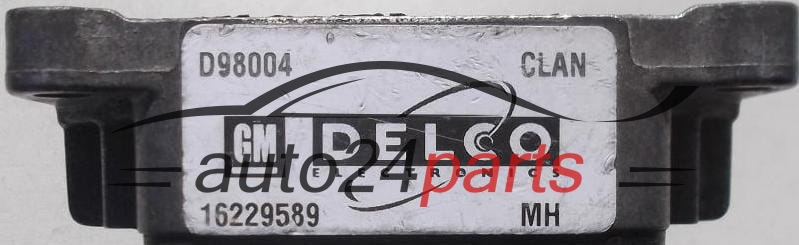 D98004 CLAN
GM DELCO
ELECTRONICS
auto24parts
16229589 MH